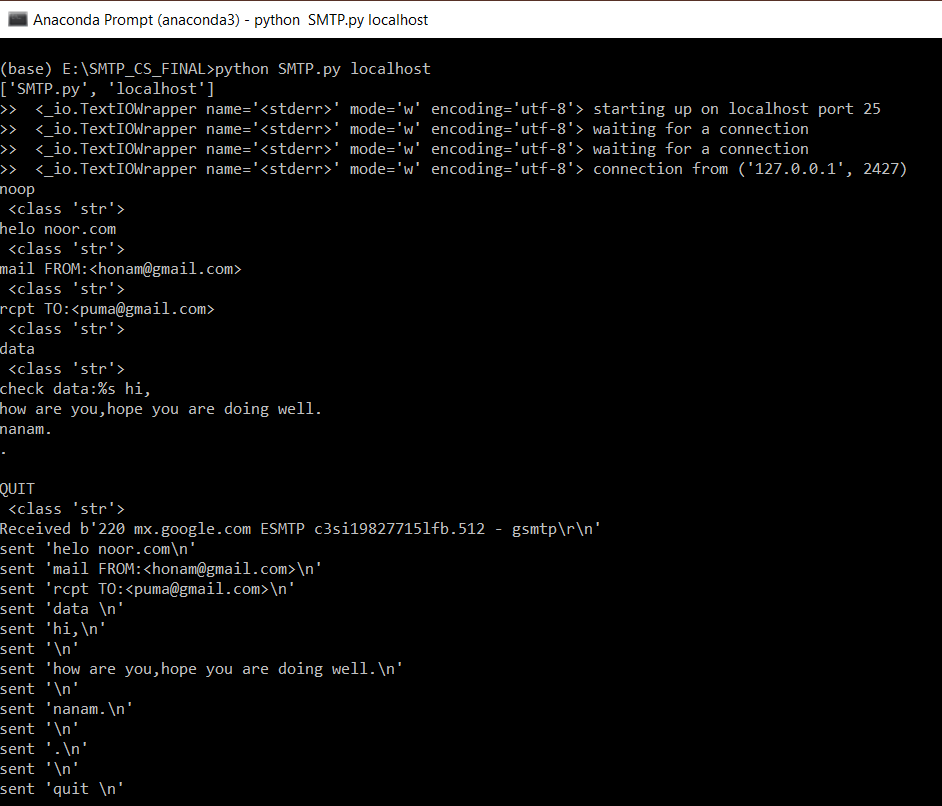 Anaconda Prompt (anaconda3) - python  SMTP.py localhost
(base) E:\SMTP_CS_FINAL>python SMTP.py localhost
['SMTP.py', 'localhost']
>>  <_io.TextIOWrapper name='<stderr>' mode='w' encoding='utf-8'> starting up on localhost port 25
>>  <_io.TextIOWrapper name='<stderr>' mode='w' encoding='utf-8'> waiting for a connection
>>  <_io.TextIOWrapper name='<stderr>' mode='w' encoding='utf-8'> waiting for a connection
>>  <_io.TextIOWrapper name='<stderr>' mode='w' encoding='utf-8'> connection from ('127.0.0.1', 2427)
noop
 <class 'str'>
helo noor.com
 <class 'str'>
mail FROM:<honam@gmail.com>
 <class 'str'>
rcpt TO:<puma@gmail.com>
 <class 'str'>
data
 <class 'str'>
check data:%s hi,
how are you,hope you are doing well.
nanam.
.
QUIT
 <class 'str'>
Received b'220 mx.google.com ESMTP c3si19827715lfb.512 - gsmtp\r\n'
sent 'helo noor.com\n'
sent 'mail FROM:<honam@gmail.com>\n'
sent 'rcpt TO:<puma@gmail.com>\n'
sent 'data \n'
sent 'hi,\n'
sent '\n'
sent 'how are you,hope you are doing well.\n'
sent '\n'
sent 'nanam.\n'
sent '\n'
sent '.\n'
sent '\n'
sent 'quit \n'